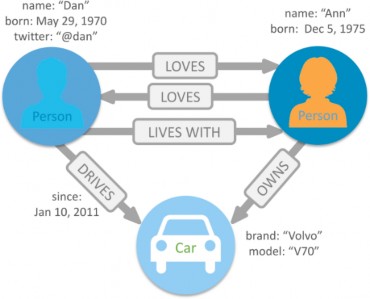 name: “Dan”
born: May 29, 1970
twitter: “@dan”
name: “Ann”
born:  Dec 5, 1975
LOVES
LOVES
LIVES WITH
Person
Person
DRIVES
OWNS
since:
Jan 10, 2011
Car
brand: “Volvo”
model: “V70”